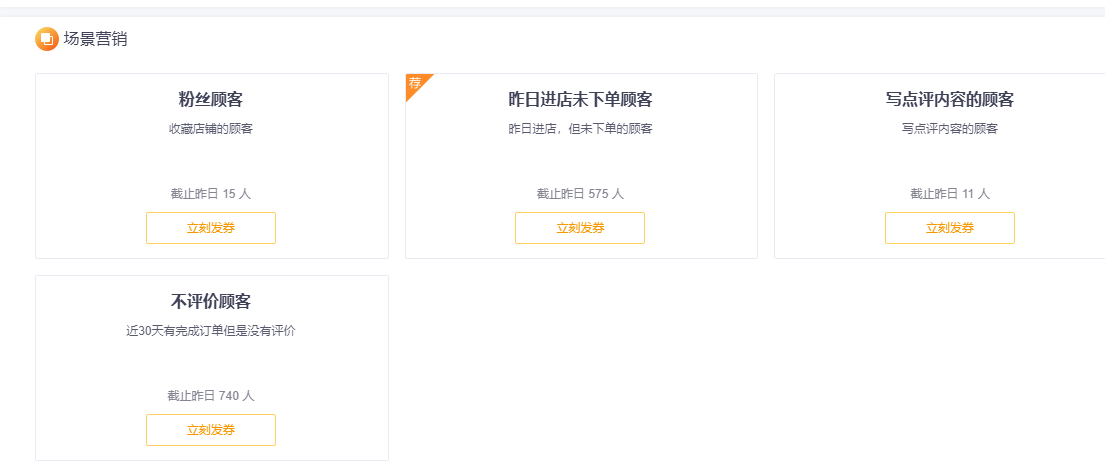 场景营销
粉丝顾客
收藏店铺的顾客
截止昨日 15 人
立刻发券
荐
昨日进店未下单顾客
昨日进店，但未下单的顾客
截止昨日 575 人
立刻发券
写点评内容的顾客
写点评内容的顾客
截止昨日 11 人
立刻发券
不评价顾客
近30天有完成订单但是没有评价
截止昨日 740 人
立刻发券